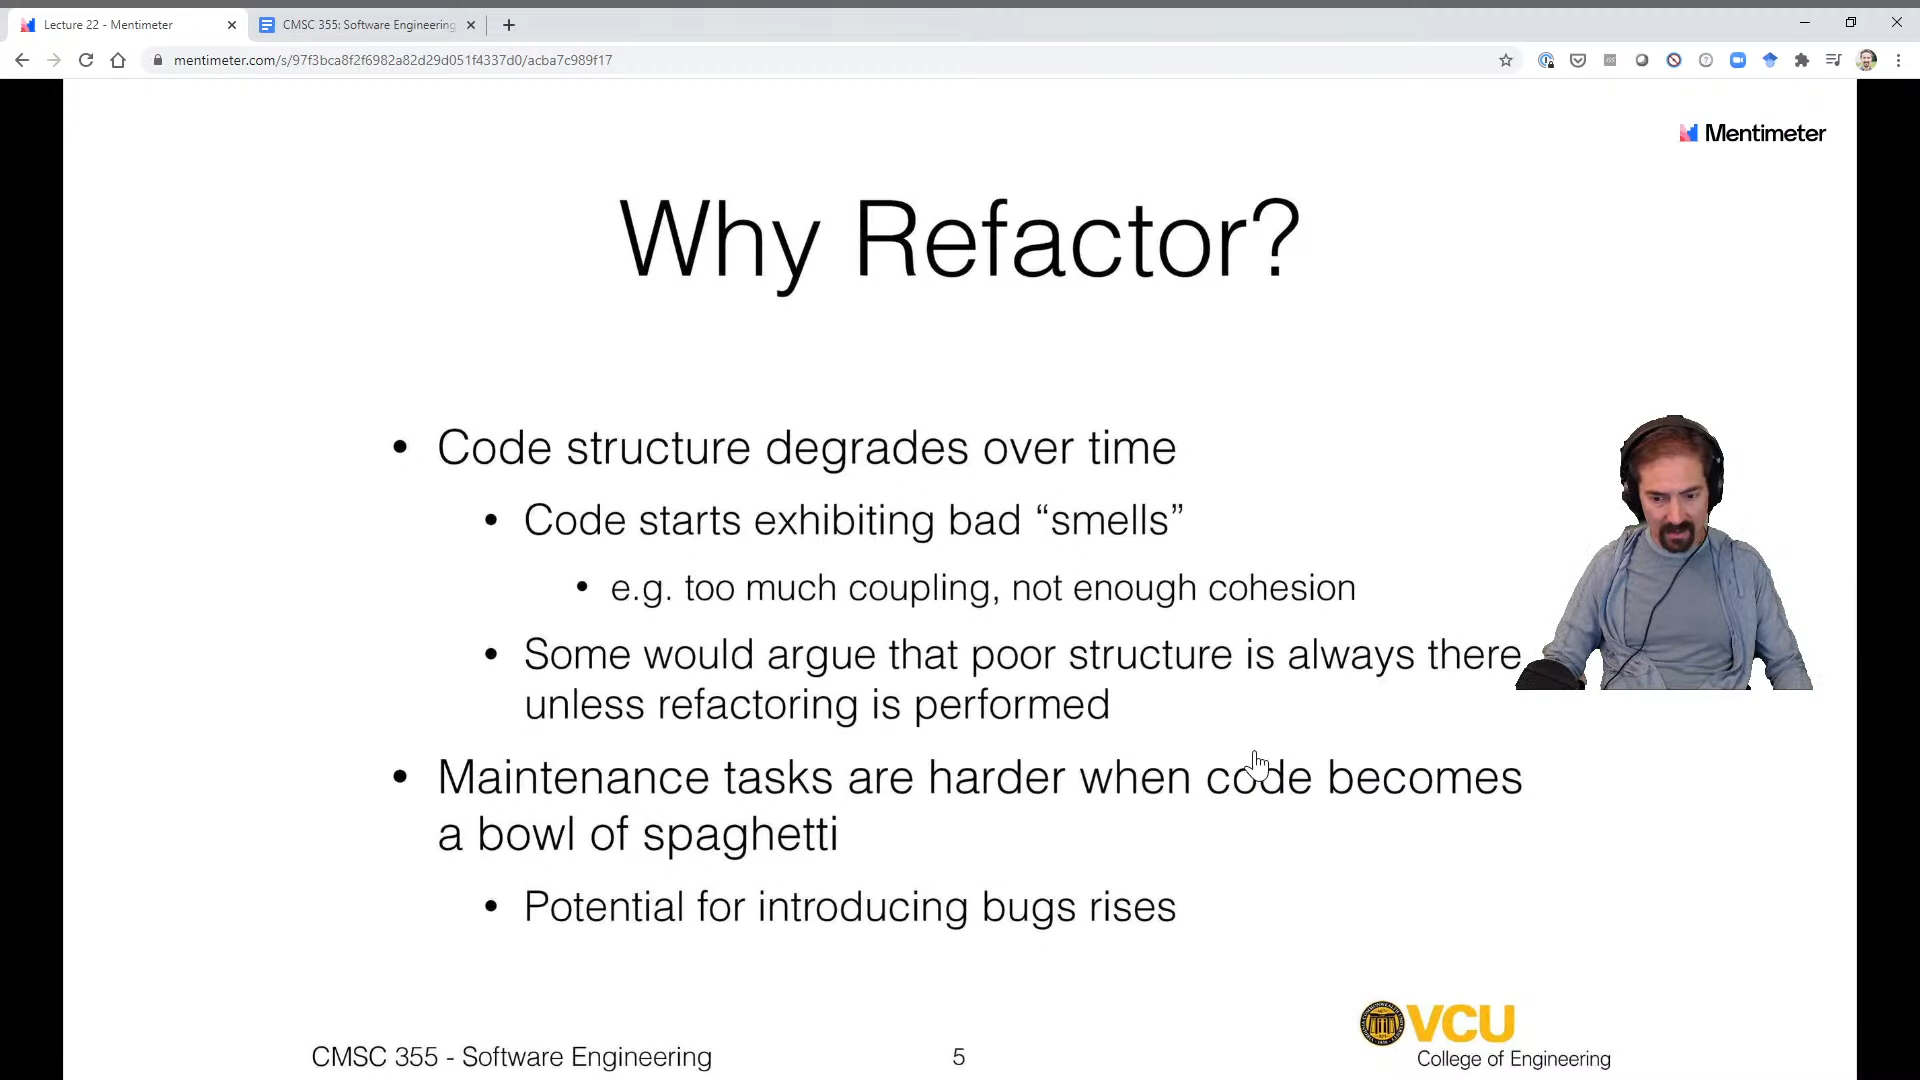 Lecture 22 - Mentimeter
CMSC 355: Software Engineering
mentimeter.com/s/97f3bca8f2f6982a82d29d051f4337d0/acba7c989f17
Mentimeter
Why Refactor?
• Code structure degrades over time
• Code starts exhibiting bad “smells”
• e.g. too much coupling, not enough cohesion
• Some would argue that poor structure is always there
unless refactoring is performed
• Maintenance tasks are harder when code becomes
a bowl of spaghetti
• Potential for introducing bugs rises
VCU
College of Engineering
CMSC 355 - Software Engineering
5